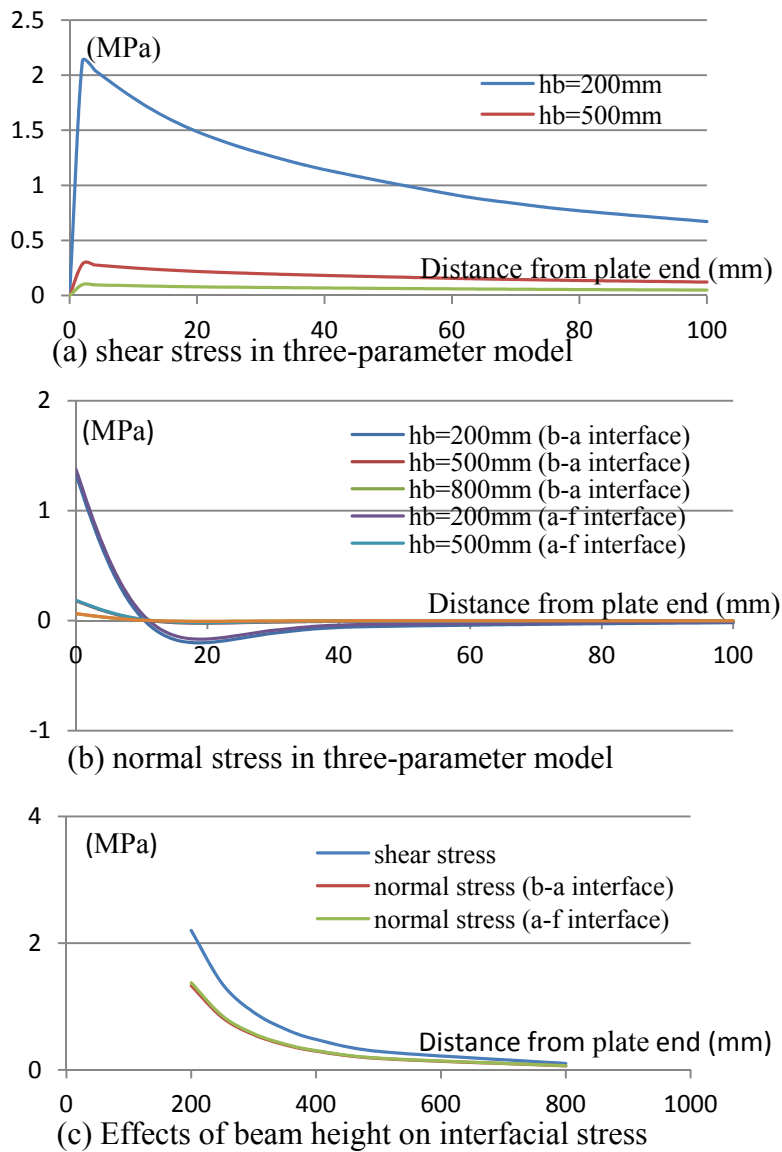 2.5
(MPa)
2
hb=200mm
1.5
hb=500mm
1
0.5
Distance from plate end (mm)
0
0 20 40 60 80 100
(a) shear stress in three-parameter model
2
(MPa)
hb=200mm (b-a interface)
hb=500mm (b-a interface)
1
hb=800mm (b-a interface)
hb=200mm (a-f interface)
hb=500mm (a-f interface)
Distance from plate end (mm)
0
0 20 40 60 80 100
-1
(b) normal stress in three-parameter model
4
(MPa)
shear stress
normal stress (b-a interface)
normal stress (a-f interface)
2
Distance from plate end (mm)
0
0 200 400 600 800 1000
(c) Effects of beam height on interfacial stress